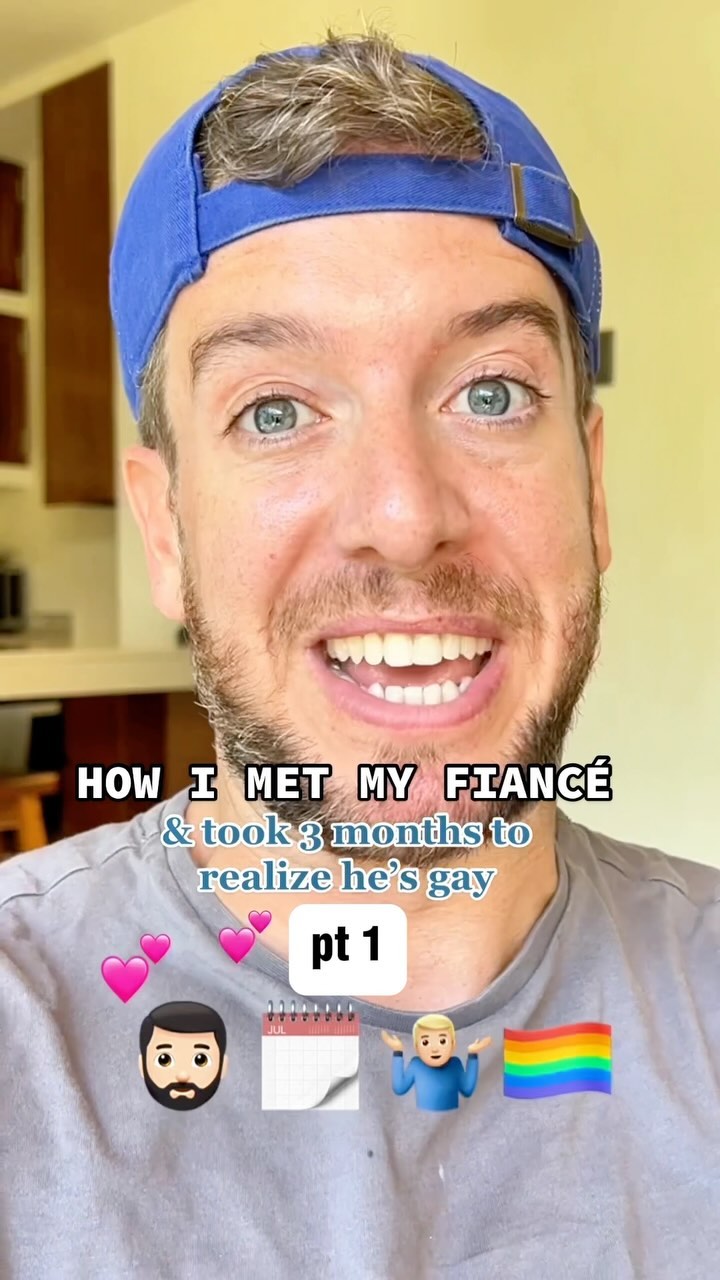 HOW I MET MY FIANCÉ
& took 3 months to
realize he's gay
pt 1
JUL